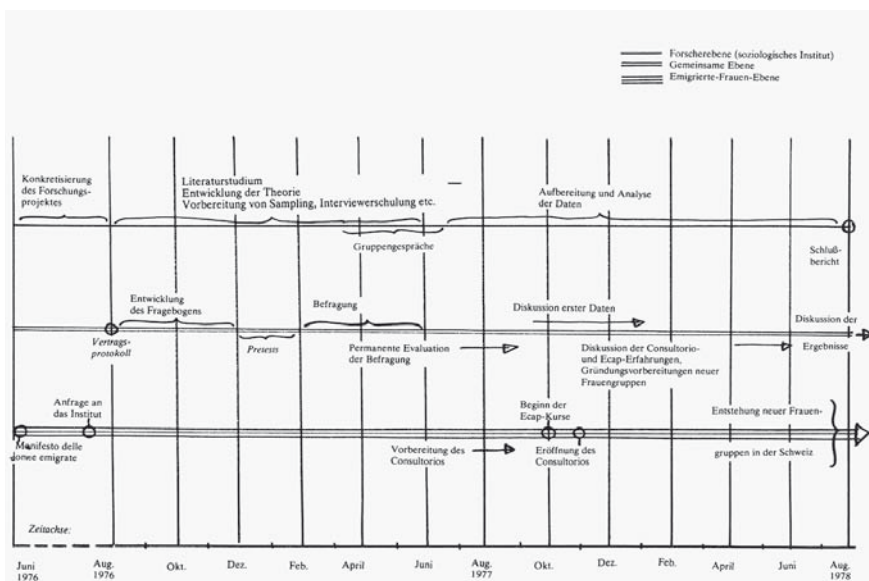 Forscherebene (soziologisches Institut)
Gemeinsame Ebene
Emigrierte-Frauen-Ebene
Konkretisierung
des Forschungs-
projektes
Literaturstudium
Entwicklung der Theorie
Vorbereitung von Sampling, Interviewerschulung etc.
Aufbereitung und Analyse
der Daten
Gruppengespräche
Schluß-
bericht
Entwicklung
des Fragebogens
Befragung
Diskussion erster Daten
Diskussion der
Vertrags-
protokoll
Pretests
Permanente Evaluation
der Befragung
Diskussion der Consultorio-
und Ecap-Erfahrungen,
Gründungsvorbereitungen neuer
Frauengruppen
Ergebnisse
Anfrage an
das Institut
Beginn der
Ecap-Kurse
Entstehung neuer Frauen-
Manifesto delle
donne emigrate
Vorbereitung des
Consultorios
Eröffnung des
Consultorios
gruppen in der Schweiz
Zeitachse:
Juni
1976
Aug.
1976
Okt.
Dez.
Feb.
April
Juni
Aug.
1977
Okt.
Dez.
Feb.
April
Juni
Aug.
1978